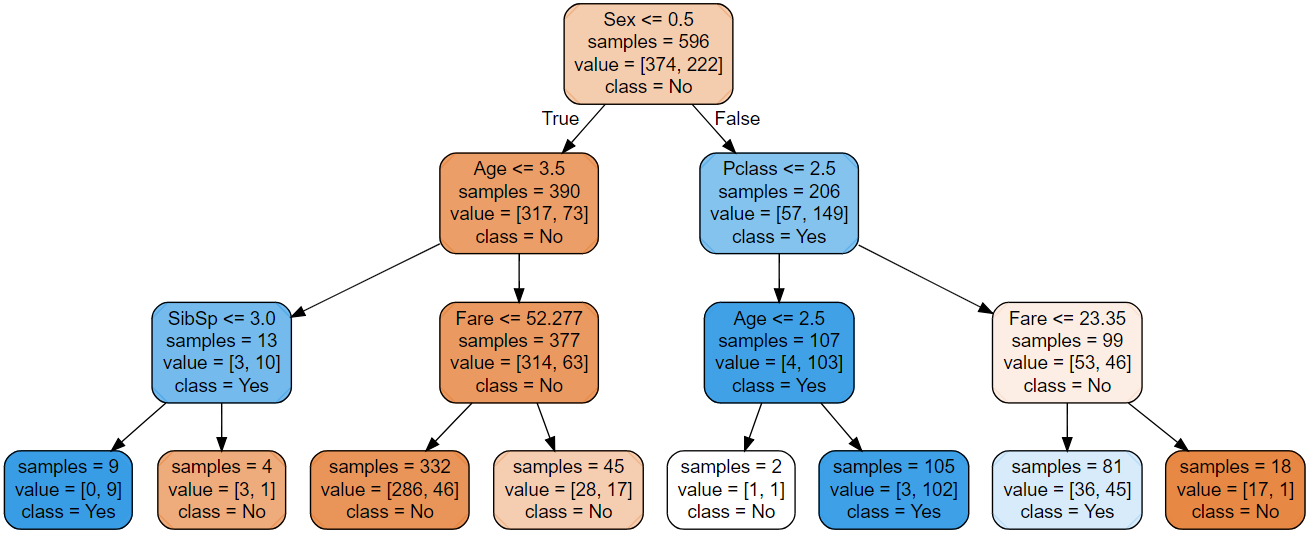 Sex <= 0.5
samples = 596
value = [374, 222]
class = No
True
False
Age <= 3.5
samples = 390
value = [317, 73]
class = No
Pclass <= 2.5
samples = 206
value = [57, 149]
class = Yes
SibSp <= 3.0
samples = 13
value = [3, 10]
class = Yes
Fare <= 52.277
samples = 377
value = [314, 63]
class = No
Age <= 2.5
samples = 107
value = [4, 103]
class = Yes
Fare <= 23.35
samples = 99
value = [53, 46]
class = No
samples = 9
value = [0, 9]
class = Yes
samples = 4
value = [3, 1]
class = No
samples = 332
value = [286, 46]
class = No
samples = 45
value = [28, 17]
class = No
samples = 2
value = [1, 1]
class = No
samples = 105
value = [3, 102]
class = Yes
samples = 81
value = [36, 45]
class = Yes
samples = 18
value = [17, 1]
class = No